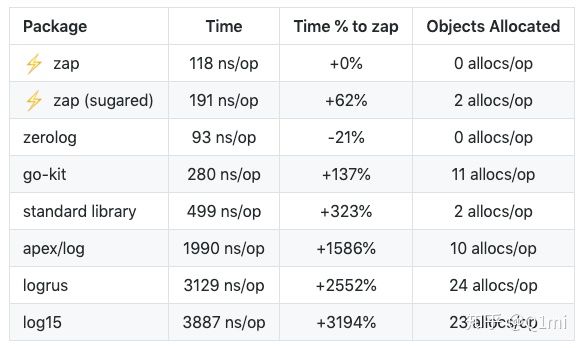 Package Time Time % to zap Objects Allocated
⚡ zap 118 ns/op +0% 0 allocs/op
⚡ zap (sugared) 191 ns/op +62% 2 allocs/op
zerolog 93 ns/op -21% 0 allocs/op
go-kit 280 ns/op +137% 11 allocs/op
standard library 499 ns/op +323% 2 allocs/op
apex/log 1990 ns/op +1586% 10 allocs/op
logrus 3129 ns/op +2552% 24 allocs/op
log15 3887 ns/op +3194% 23 allocs/op
知乎 @Q1mi